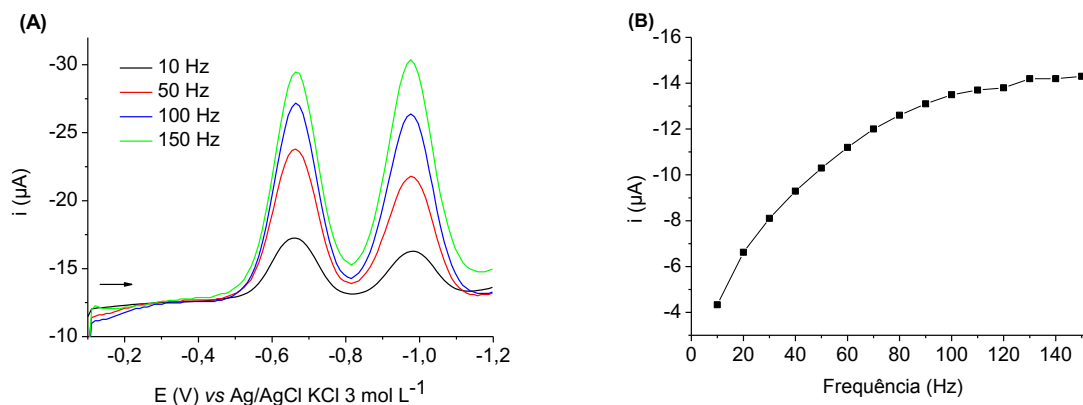 (A)
-30
-25
-20
-15
-10
i (µA)
10 Hz
50 Hz
100 Hz
150 Hz
-0,2 -0,4 -0,6 -0,8 -1,0 -1,2
E (V) vs Ag/AgCl KCl 3 mol L-1
(B)
-16
-14
-12
-10
-8
-6
-4
i (µA)
0 20 40 60 80 100 120 140
Frequência (Hz)